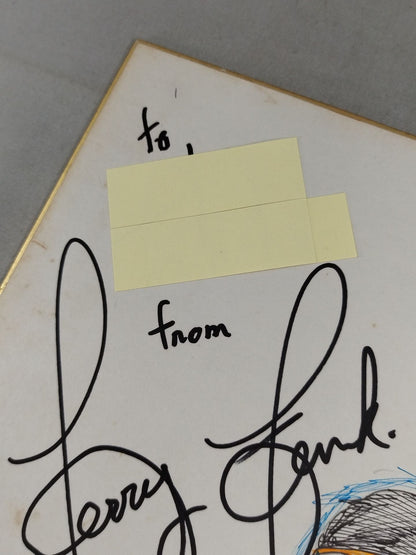 to
from
Terry Funk.